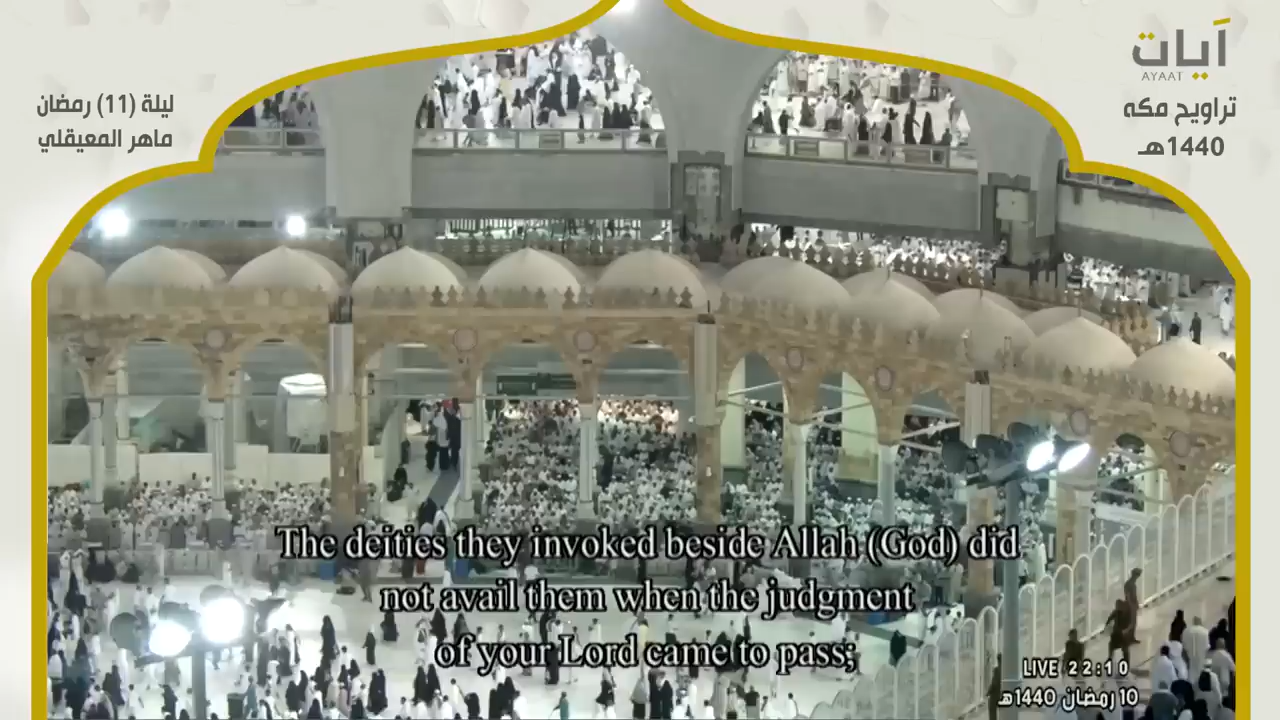 آيات
AYAAT
تراويح مكه
1440هـ
ليلة (11) رمضان
ماهر المعيقلي
The deities they invoked beside Allah (God) did
not avail them when the judgment
of your Lord came to pass;
LIVE 22:10
10 رمضان 1440هـ